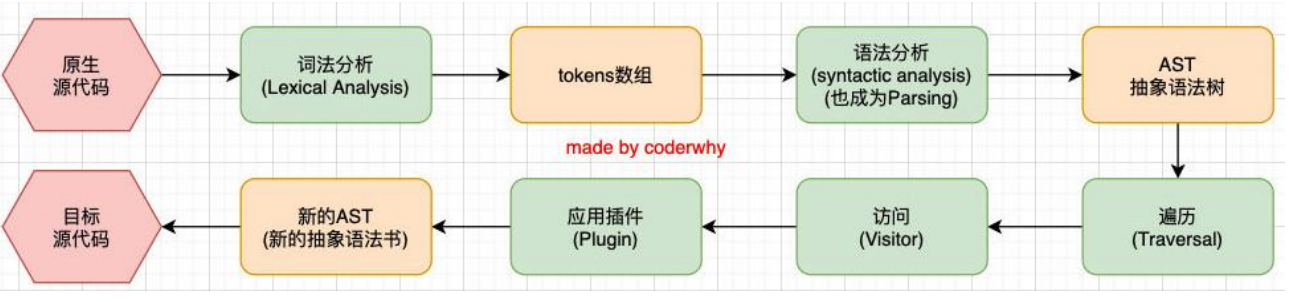 原生
源代码
词法分析
(Lexical Analysis)
tokens数组
语法分析
(syntactic analysis)
(也成为Parsing)
AST
抽象语法树
made by coderwhy
目标
源代码
新的AST
(新的抽象语法书)
应用插件
(Plugin)
访问
(Visitor)
遍历
(Traversal)